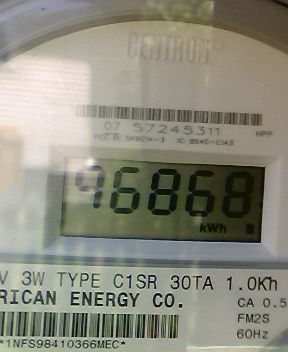 CENTRON
07 57245311 MPP
96868
kWh
V 3W TYPE C1SR 30TA 1.0Kh
RICAN ENERGY CO. CA 0.5
FM2S
*1NFS98410366MEC* 60Hz